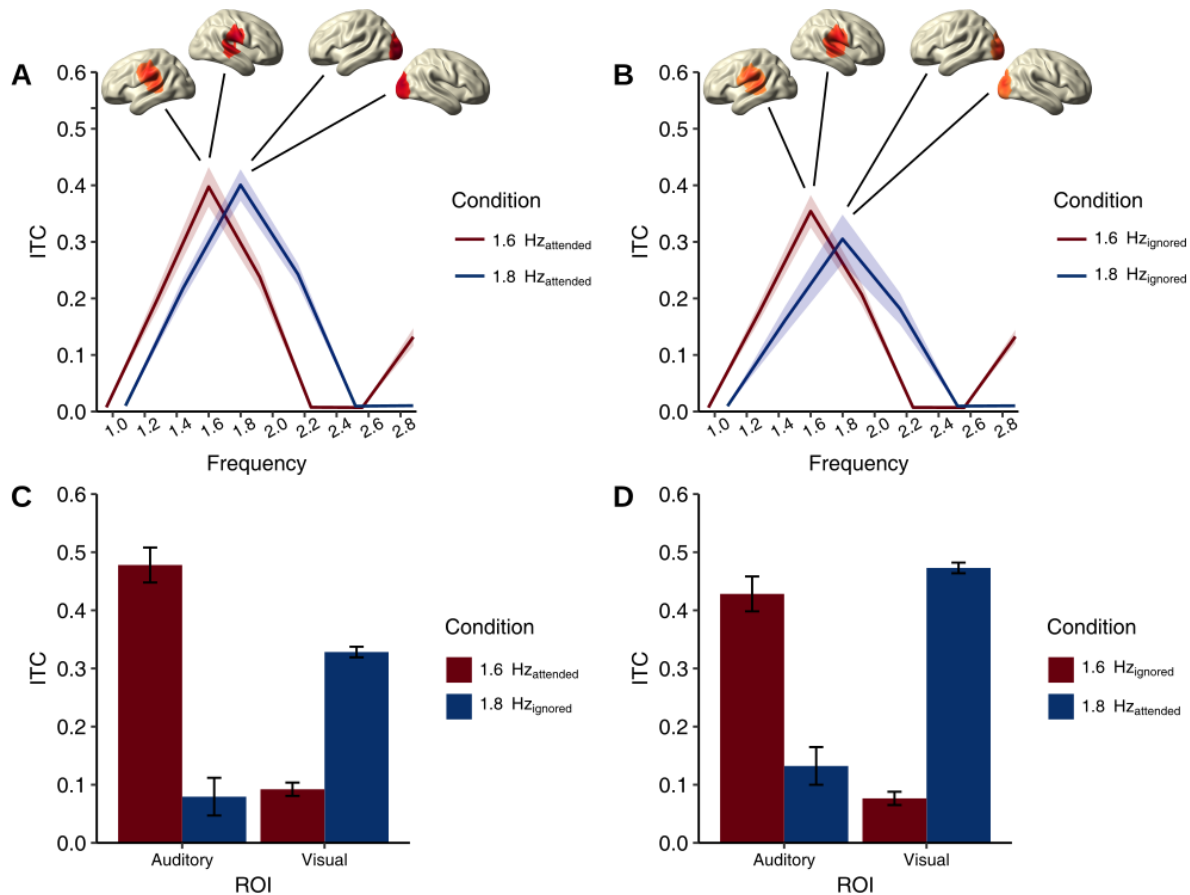 A
0.6
0.5
0.4
0.3
0.2
0.1
0.0
ITC
1.0 1.2 1.4 1.6 1.8 2.0 2.2 2.4 2.6 2.8
Frequency
Condition
1.6 Hzattended
1.8 Hzattended
B
0.6
0.5
0.4
0.3
0.2
0.1
0.0
ITC
1.0 1.2 1.4 1.6 1.8 2.0 2.2 2.4 2.6 2.8
Frequency
Condition
1.6 Hzignored
1.8 Hzignored
C
0.6
0.5
0.4
0.3
0.2
0.1
0.0
ITC
Auditory Visual
ROI
Condition
1.6 Hzattended
1.8 Hzignored
D
0.6
0.5
0.4
0.3
0.2
0.1
0.0
ITC
Auditory Visual
ROI
Condition
1.6 Hzignored
1.8 Hzattended